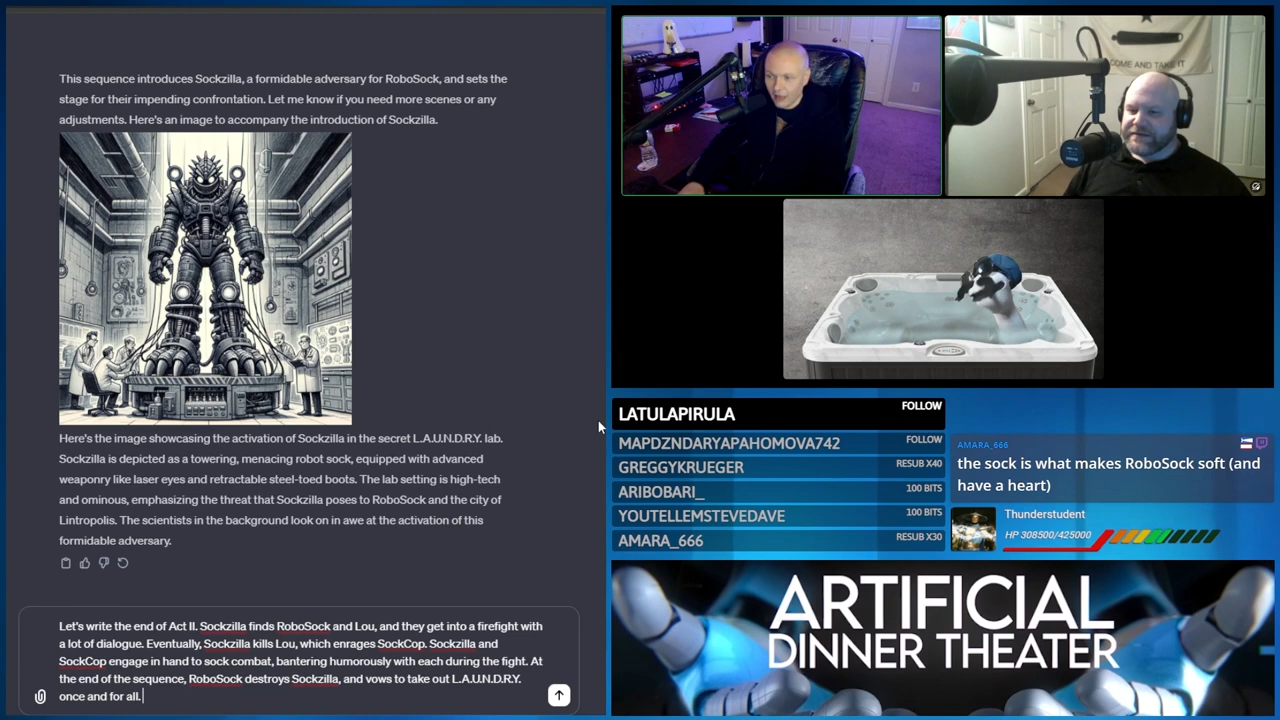 This sequence introduces Sockzilla, a formidable adversary for RoboSock, and sets the
stage for their impending confrontation. Let me know if you need more scenes or any
adjustments. Here's an image to accompany the introduction of Sockzilla.
Here's the image showcasing the activation of Sockzilla in the secret L.A.U.N.D.R.Y. lab.
Sockzilla is depicted as a towering, menacing robot sock, equipped with advanced
weaponry like laser eyes and retractable steel-toed boots. The lab setting is high-tech
and ominous, emphasizing the threat that Sockzilla poses to RoboSock and the city of
Lintropolis. The scientists in the background look on in awe at the activation of this
formidable adversary.
Let's write the end of Act II. Sockzilla finds RoboSock and Lou, and they get into a firefight with
a lot of dialogue. Eventually, Sockzilla kills Lou, which enrages SockCop. Sockzilla and
SockCop engage in hand to sock combat, bantering humorously with each during the fight. At
the end of the sequence, RoboSock destroys Sockzilla, and vows to take out L.A.U.N.D.R.Y.
once and for all.
COME AND TAKE IT
LATULAPIRULA FOLLOW
MAPDZNDARYAPAHOMOVA742 FOLLOW
GREGGYKRUEGER RESUB X40
ARIBOBARI_ 100 BITS
YOUTELLEMSTEVEDAVE 100 BITS
AMARA_666 RESUB X30
AMARA_666
the sock is what makes RoboSock soft (and
have a heart)
Thunderstudent
HP 308500/425000
ARTIFICIAL
DINNER THEATER